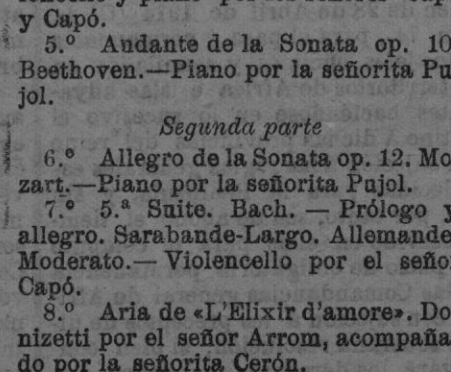 y Capó.
5.º Andante de la Sonata op. 10
Beethoven.—Piano por la señorita Pu
jol.
Segunda parte
6.º Allegro de la Sonata op. 12. Mo
zart.—Piano por la señorita Pujol.
7.º 5.ª Suite. Bach. — Prólogo y
allegro. Sarabande-Largo. Allemande
Moderato.— Violencello por el seño
Capó.
8.º Aria de «L'Elixir d'amore». Do
nizetti por el señor Arrom, acompaña
do por la señorita Cerón.